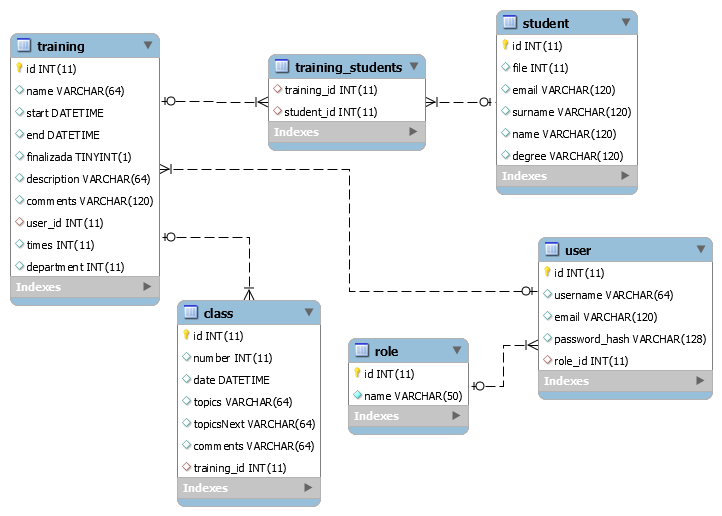 training
id INT(11)
name VARCHAR(64)
start DATETIME
end DATETIME
finalizada TINYINT(1)
description VARCHAR(64)
comments VARCHAR(120)
user_id INT(11)
times INT(11)
department INT(11)
Indexes
training_students
training_id INT(11)
student_id INT(11)
Indexes
student
id INT(11)
file INT(11)
email VARCHAR(120)
surname VARCHAR(120)
name VARCHAR(120)
degree VARCHAR(120)
Indexes
class
id INT(11)
number INT(11)
date DATETIME
topics VARCHAR(64)
topicsNext VARCHAR(64)
comments VARCHAR(64)
training_id INT(11)
Indexes
role
id INT(11)
name VARCHAR(50)
Indexes
user
id INT(11)
username VARCHAR(64)
email VARCHAR(120)
password_hash VARCHAR(128)
role_id INT(11)
Indexes